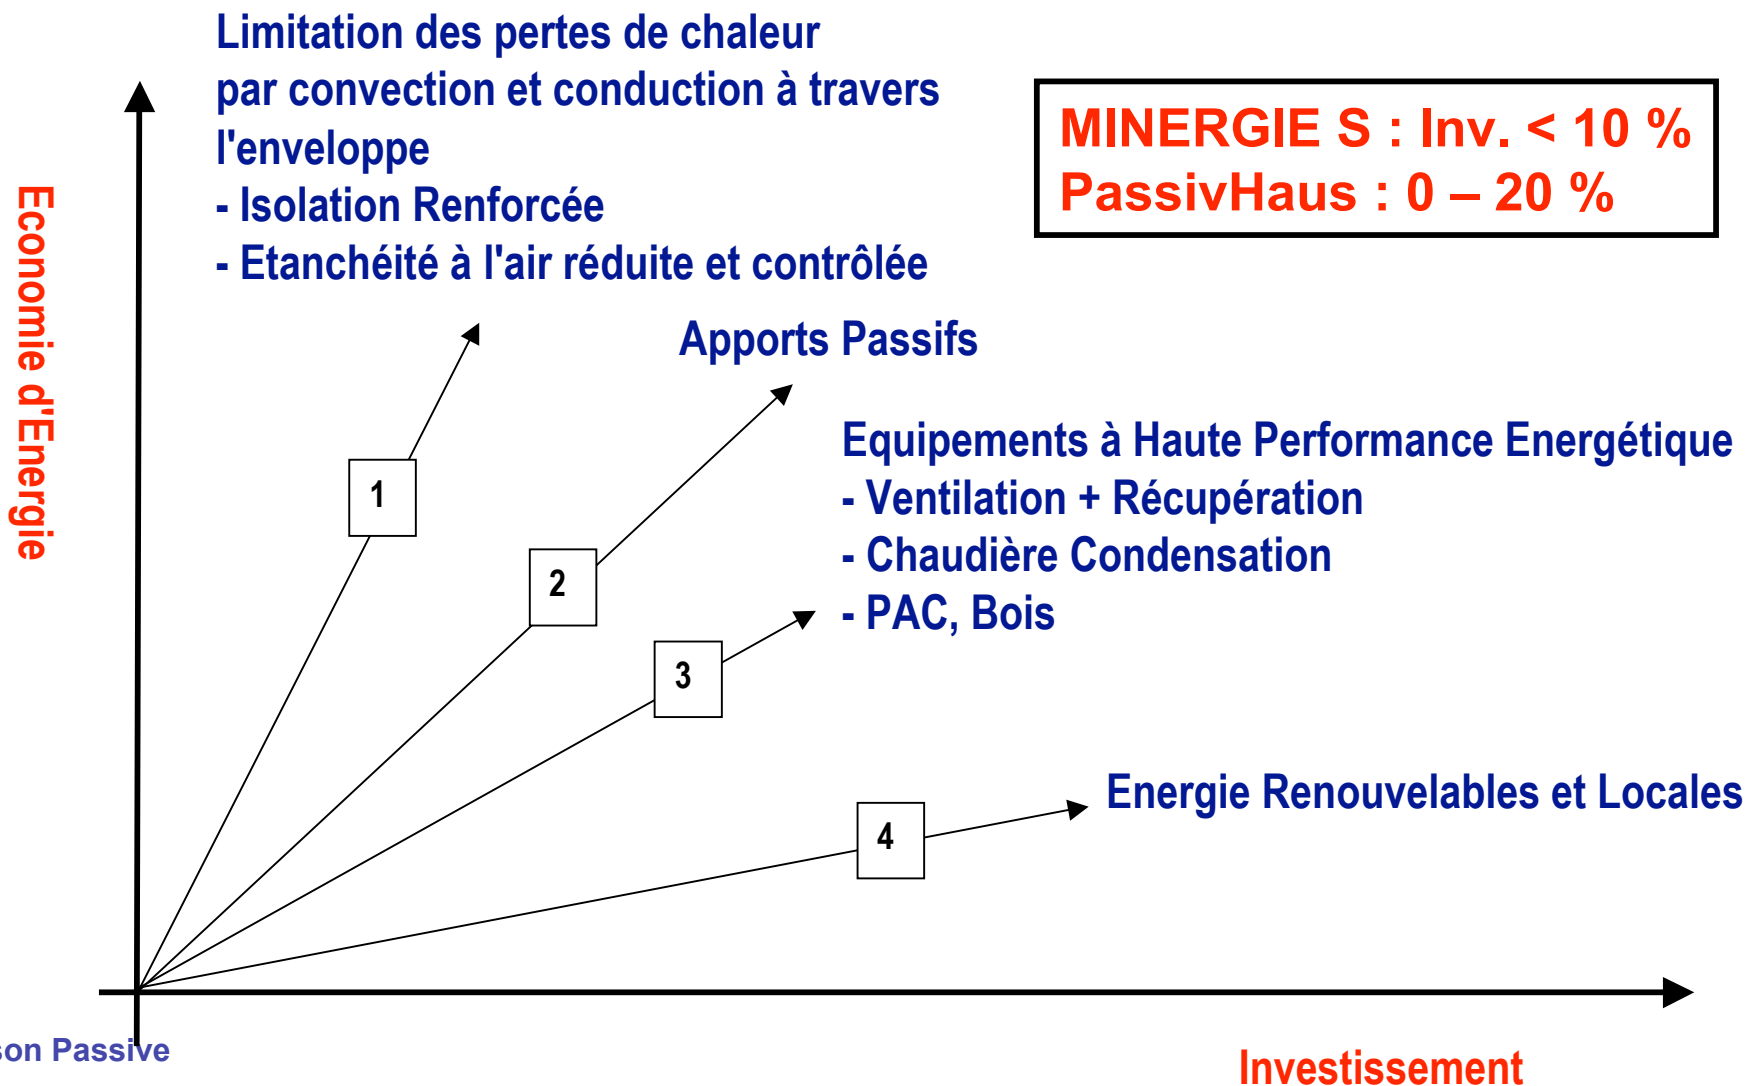 Limitation des pertes de chaleur
par convection et conduction à travers
l'enveloppe
- Isolation Renforcée
- Etanchéité à l'air réduite et contrôlée
MINERGIE S : Inv. < 10 %
PassivHaus : 0 – 20 %
Economie d'Energie
Apports Passifs
Equipements à Haute Performance Energétique
- Ventilation + Récupération
- Chaudière Condensation
- PAC, Bois
1
2
3
4
Energie Renouvelables et Locales
son Passive
Investissement